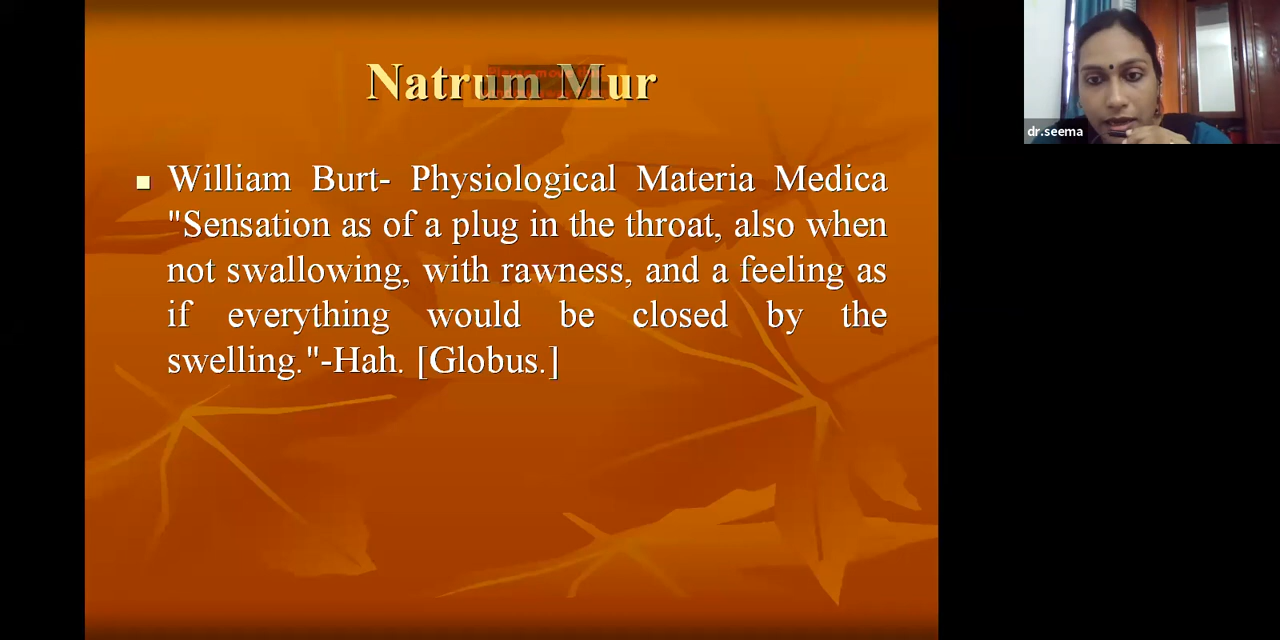 Natrum Mur
William Burt- Physiological Materia Medica
"Sensation as of a plug in the throat, also when
not swallowing, with rawness, and a feeling as
if everything would be closed by the
swelling."-Hah. [Globus.]
dr.seema